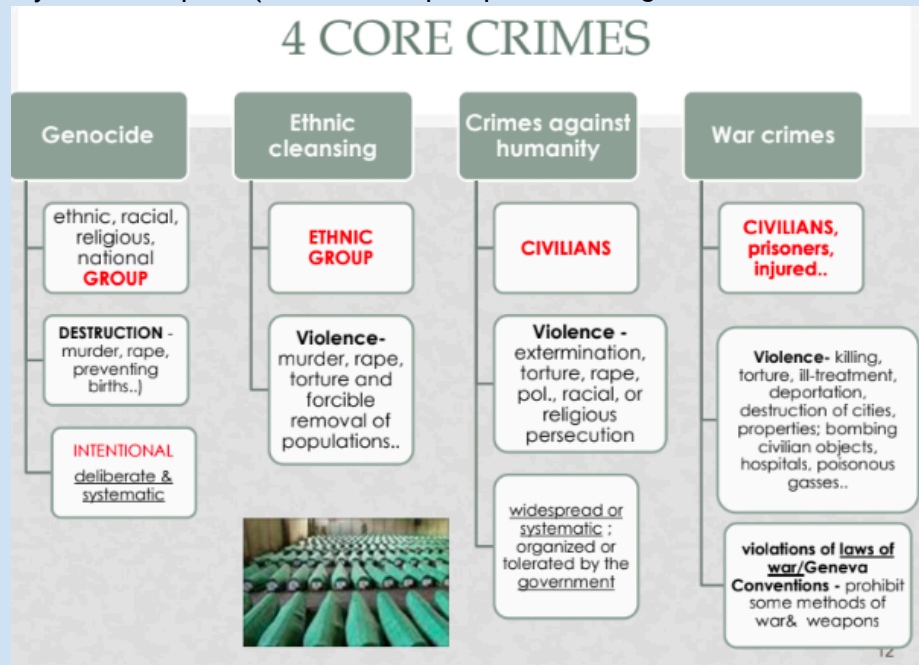 4 CORE CRIMES
Genocide
ethnic, racial,
religious,
national
GROUP
DESTRUCTION -
murder, rape,
preventing
births..)
INTENTIONAL
deliberate &
systematic
Ethnic
cleansing
ETHNIC
GROUP
Violence-
murder, rape,
torture and
forcible
removal of
populations..
Crimes against
humanity
CIVILIANS
Violence -
extermination,
torture, rape,
pol., racial, or
religious
persecution
widespread or
systematic ;
organized or
tolerated by the
government
War crimes
CIVILIANS,
prisoners,
injured..
Violence- killing,
torture, ill-treatment,
deportation,
destruction of cities,
properties; bombing
civilian objects,
hospitals, poisonous
gasses..
violations of laws of
war/Geneva
Conventions - prohibit
some methods of
war& weapons
12